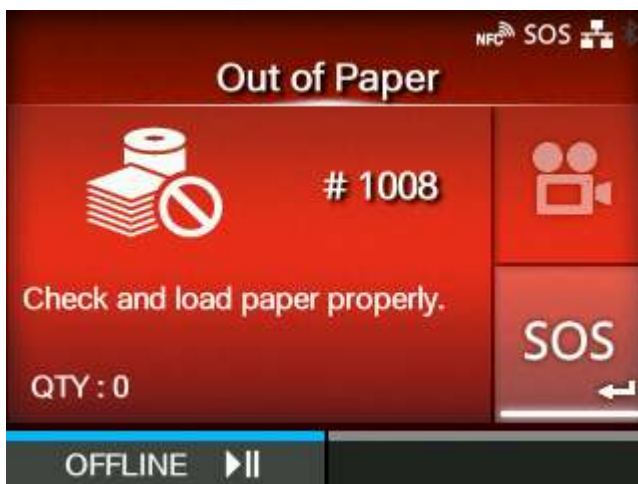 NFC SOS
Out of Paper
# 1008
Check and load paper properly.
SOS
QTY : 0
OFFLINE